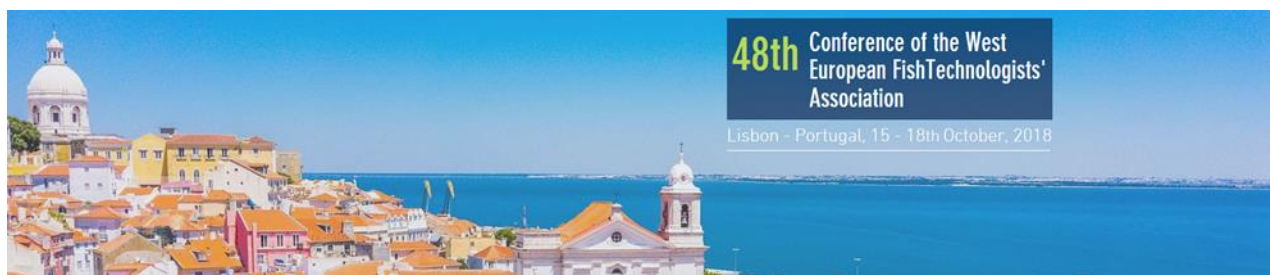 48th Conference of the West
European FishTechnologists'
Association
Lisbon - Portugal, 15 - 18th October, 2018